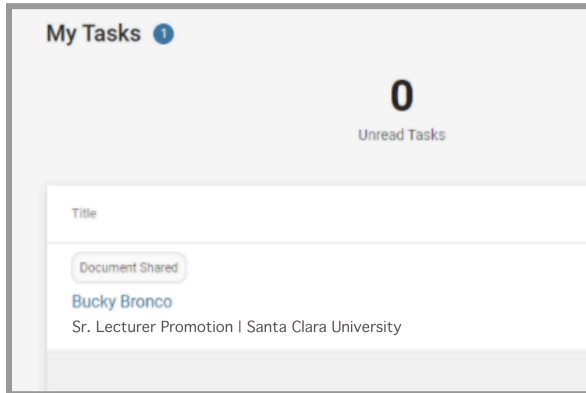 My Tasks 1
0
Unread Tasks
Title
Document Shared
Bucky Bronco
Sr. Lecturer Promotion | Santa Clara University